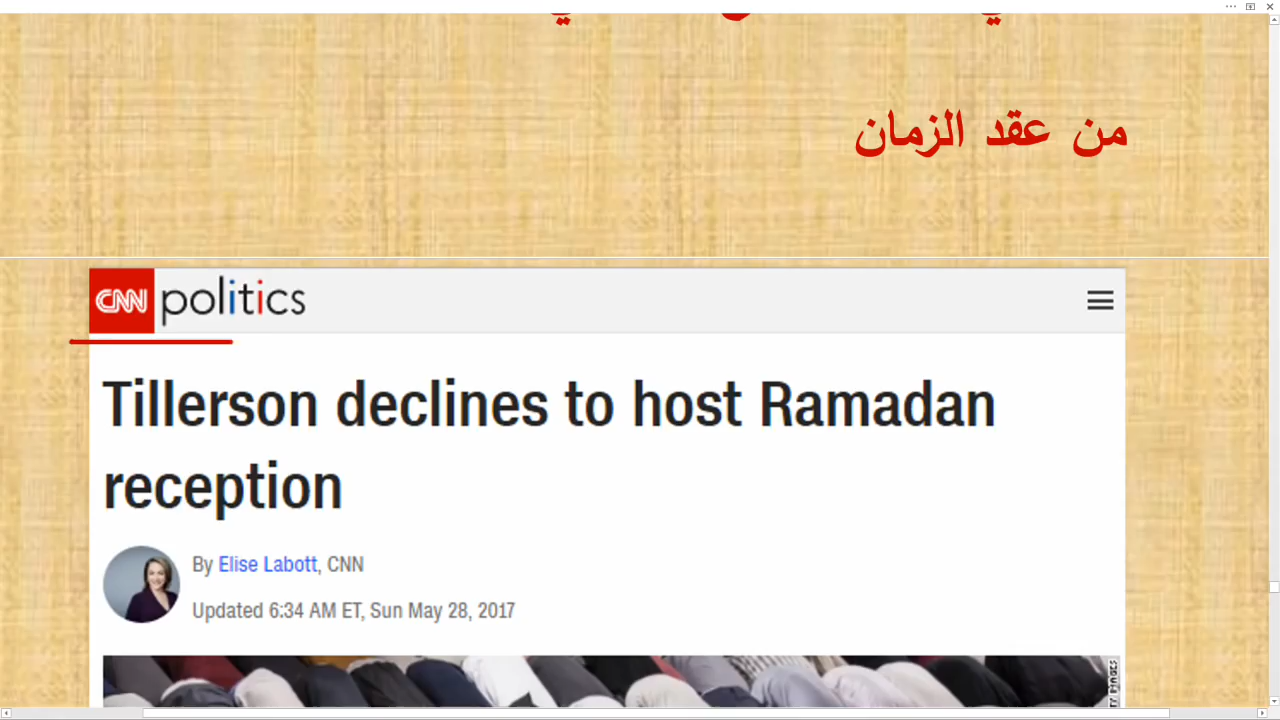 من عقد الزمان
CNN politics
Tillerson declines to host Ramadan
reception
By Elise Labott, CNN
Updated 6:34 AM ET, Sun May 28, 2017